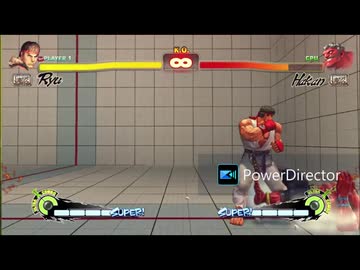 PLAYER 1
K.O.
CPU
Ryu
Hakan
PowerDirector
SUPER!
SUPER!